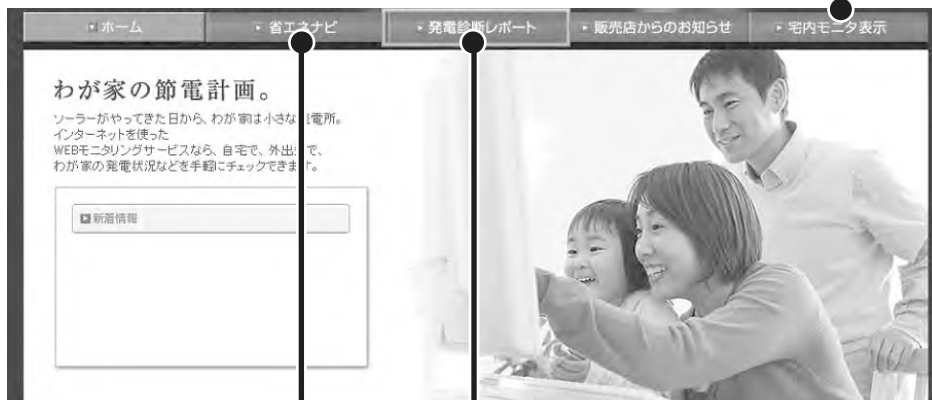 ホーム
省エネナビ
発電診断レポート
販売店からのお知らせ
宅内モニタ表示
わが家の節電計画。
ソーラーがやってきた日から、わが家は小さな発電所。
インターネットを使った
WEBモニタリングサービスなら、自宅で、外出先で、
わが家の発電状況などを手軽にチェックできます。
新着情報